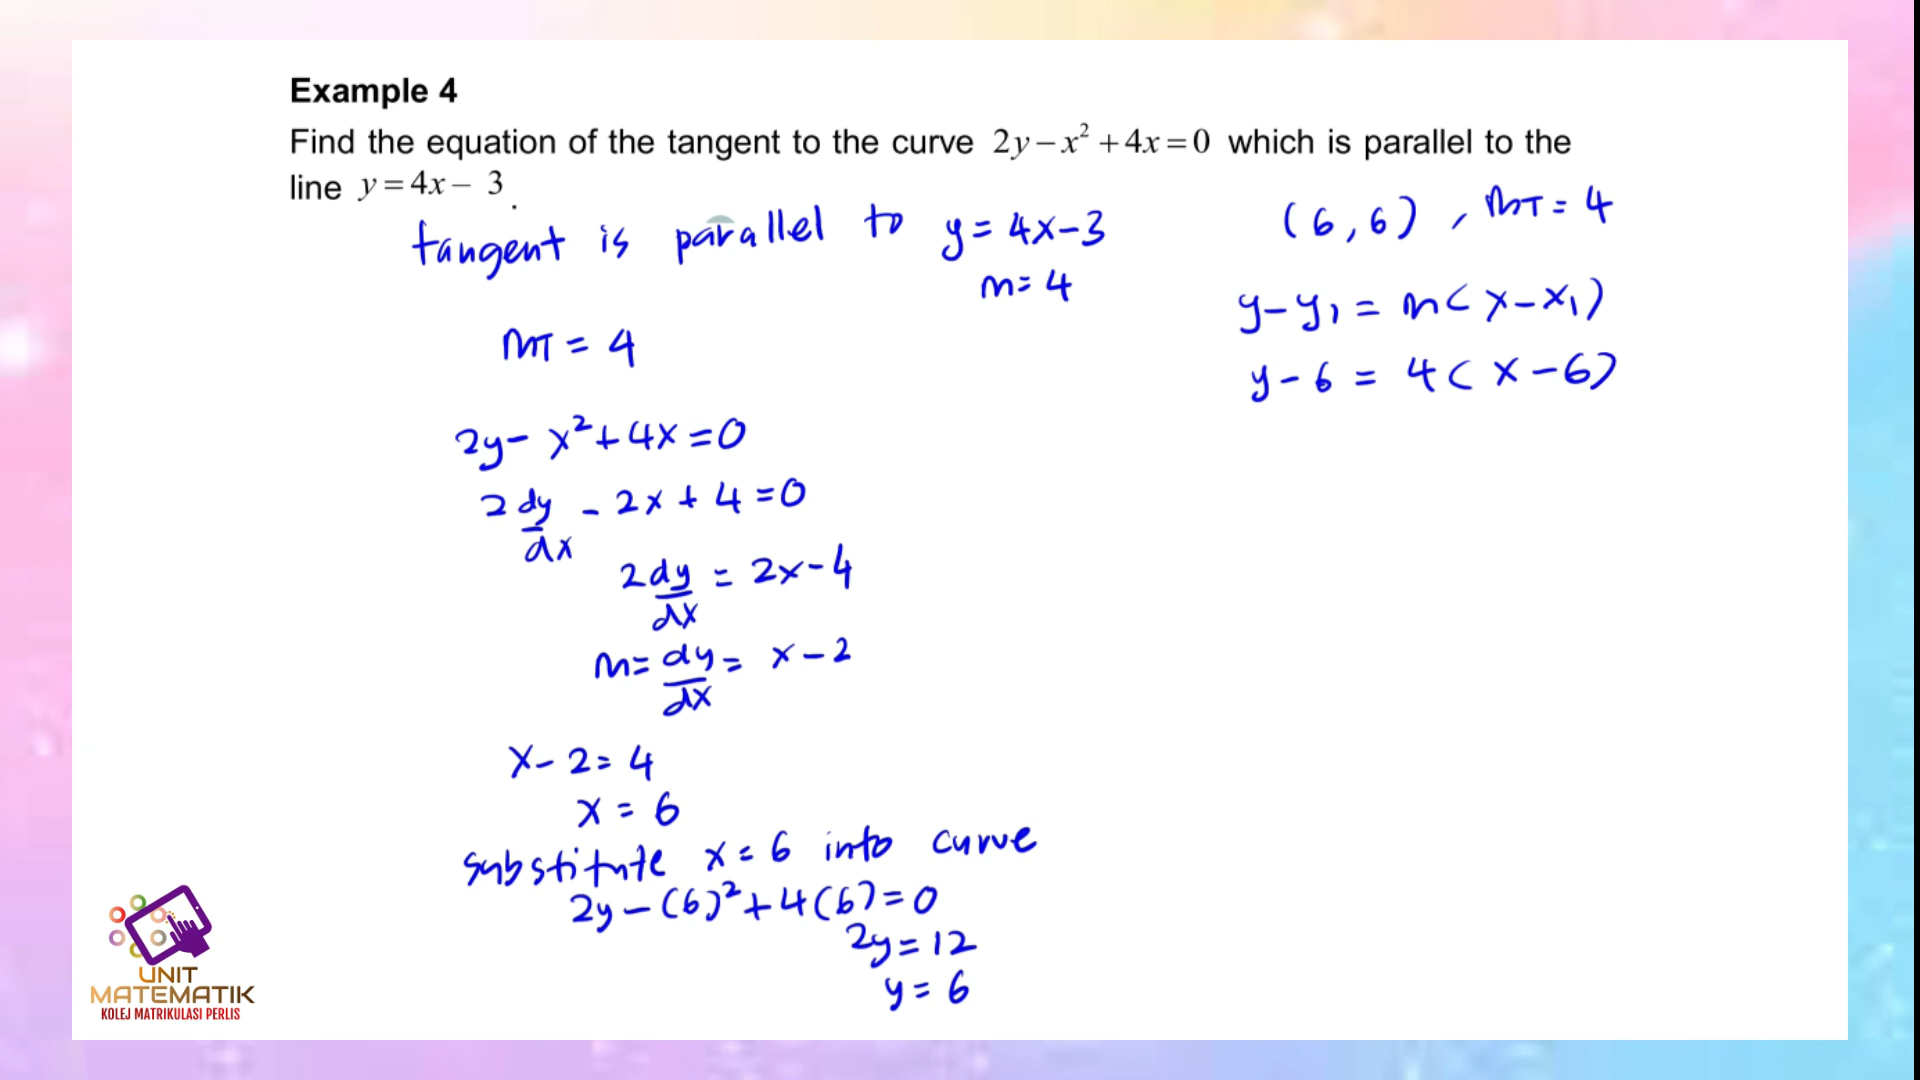 Example 4
Find the equation of the tangent to the curve 2y − x² + 4x = 0 which is parallel to the
line y = 4x − 3 .
tangent is parallel to y = 4x − 3
m = 4
mT = 4
2y − x² + 4x = 0
2 dy/dx − 2x + 4 = 0
2 dy/dx = 2x − 4
m = dy/dx = x − 2
x − 2 = 4
x = 6
substitute x = 6 into curve
2y − (6)² + 4(6) = 0
2y = 12
y = 6
(6, 6) , mT = 4
y − y₁ = m(x − x₁)
y − 6 = 4(x − 6)
UNIT
MATEMATIK
KOLEJ MATRIKULASI PERLIS